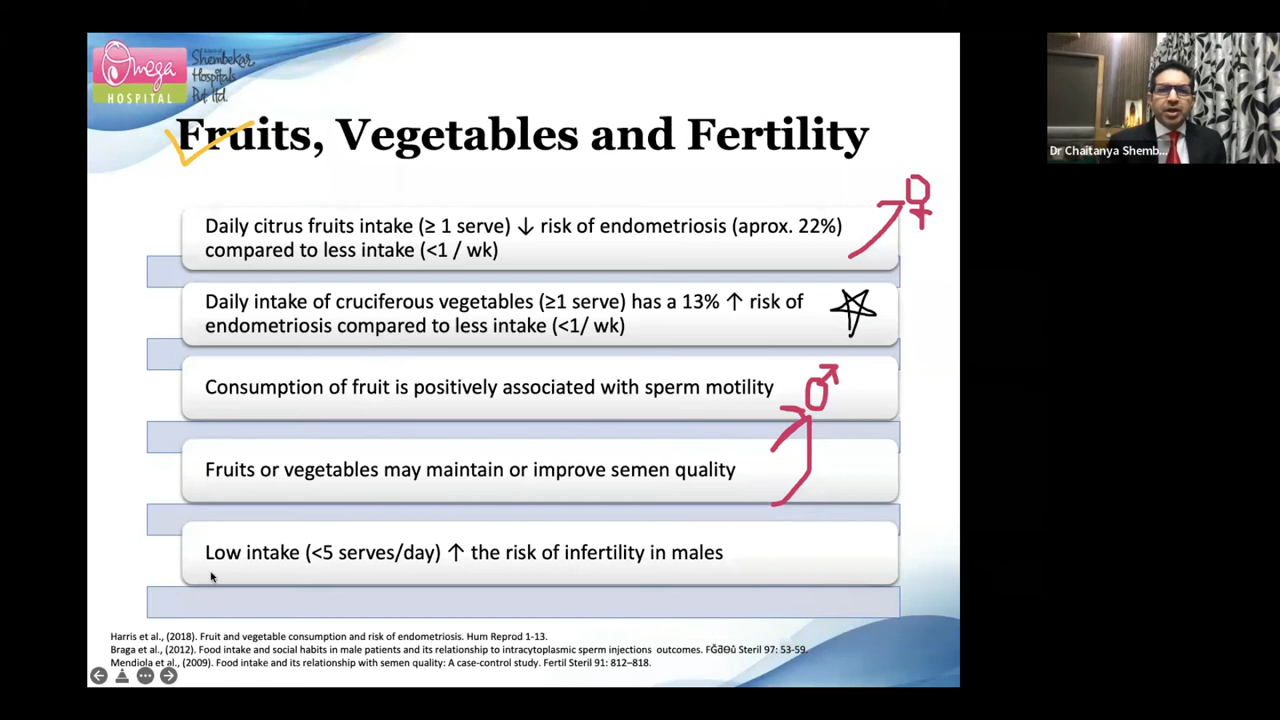 Omega
HOSPITAL
A Unit of
Shembekar
Hospitals
Pvt. ltd.
Fruits, Vegetables and Fertility
Daily citrus fruits intake (≥ 1 serve) ↓ risk of endometriosis (aprox. 22%)
compared to less intake (<1 / wk)
Daily intake of cruciferous vegetables (≥1 serve) has a 13% ↑ risk of
endometriosis compared to less intake (<1/ wk)
Consumption of fruit is positively associated with sperm motility
Fruits or vegetables may maintain or improve semen quality
Low intake (<5 serves/day) ↑ the risk of infertility in males
Harris et al., (2018). Fruit and vegetable consumption and risk of endometriosis. Hum Reprod 1-13.
Braga et al., (2012). Food intake and social habits in male patients and its relationship to intracytoplasmic sperm injections outcomes. Steril 97: 53-59.
Mendiola et al., (2009). Food intake and its relationship with semen quality: A case-control study. Fertil Steril 91: 812–818.
Dr Chaitanya Shemb...